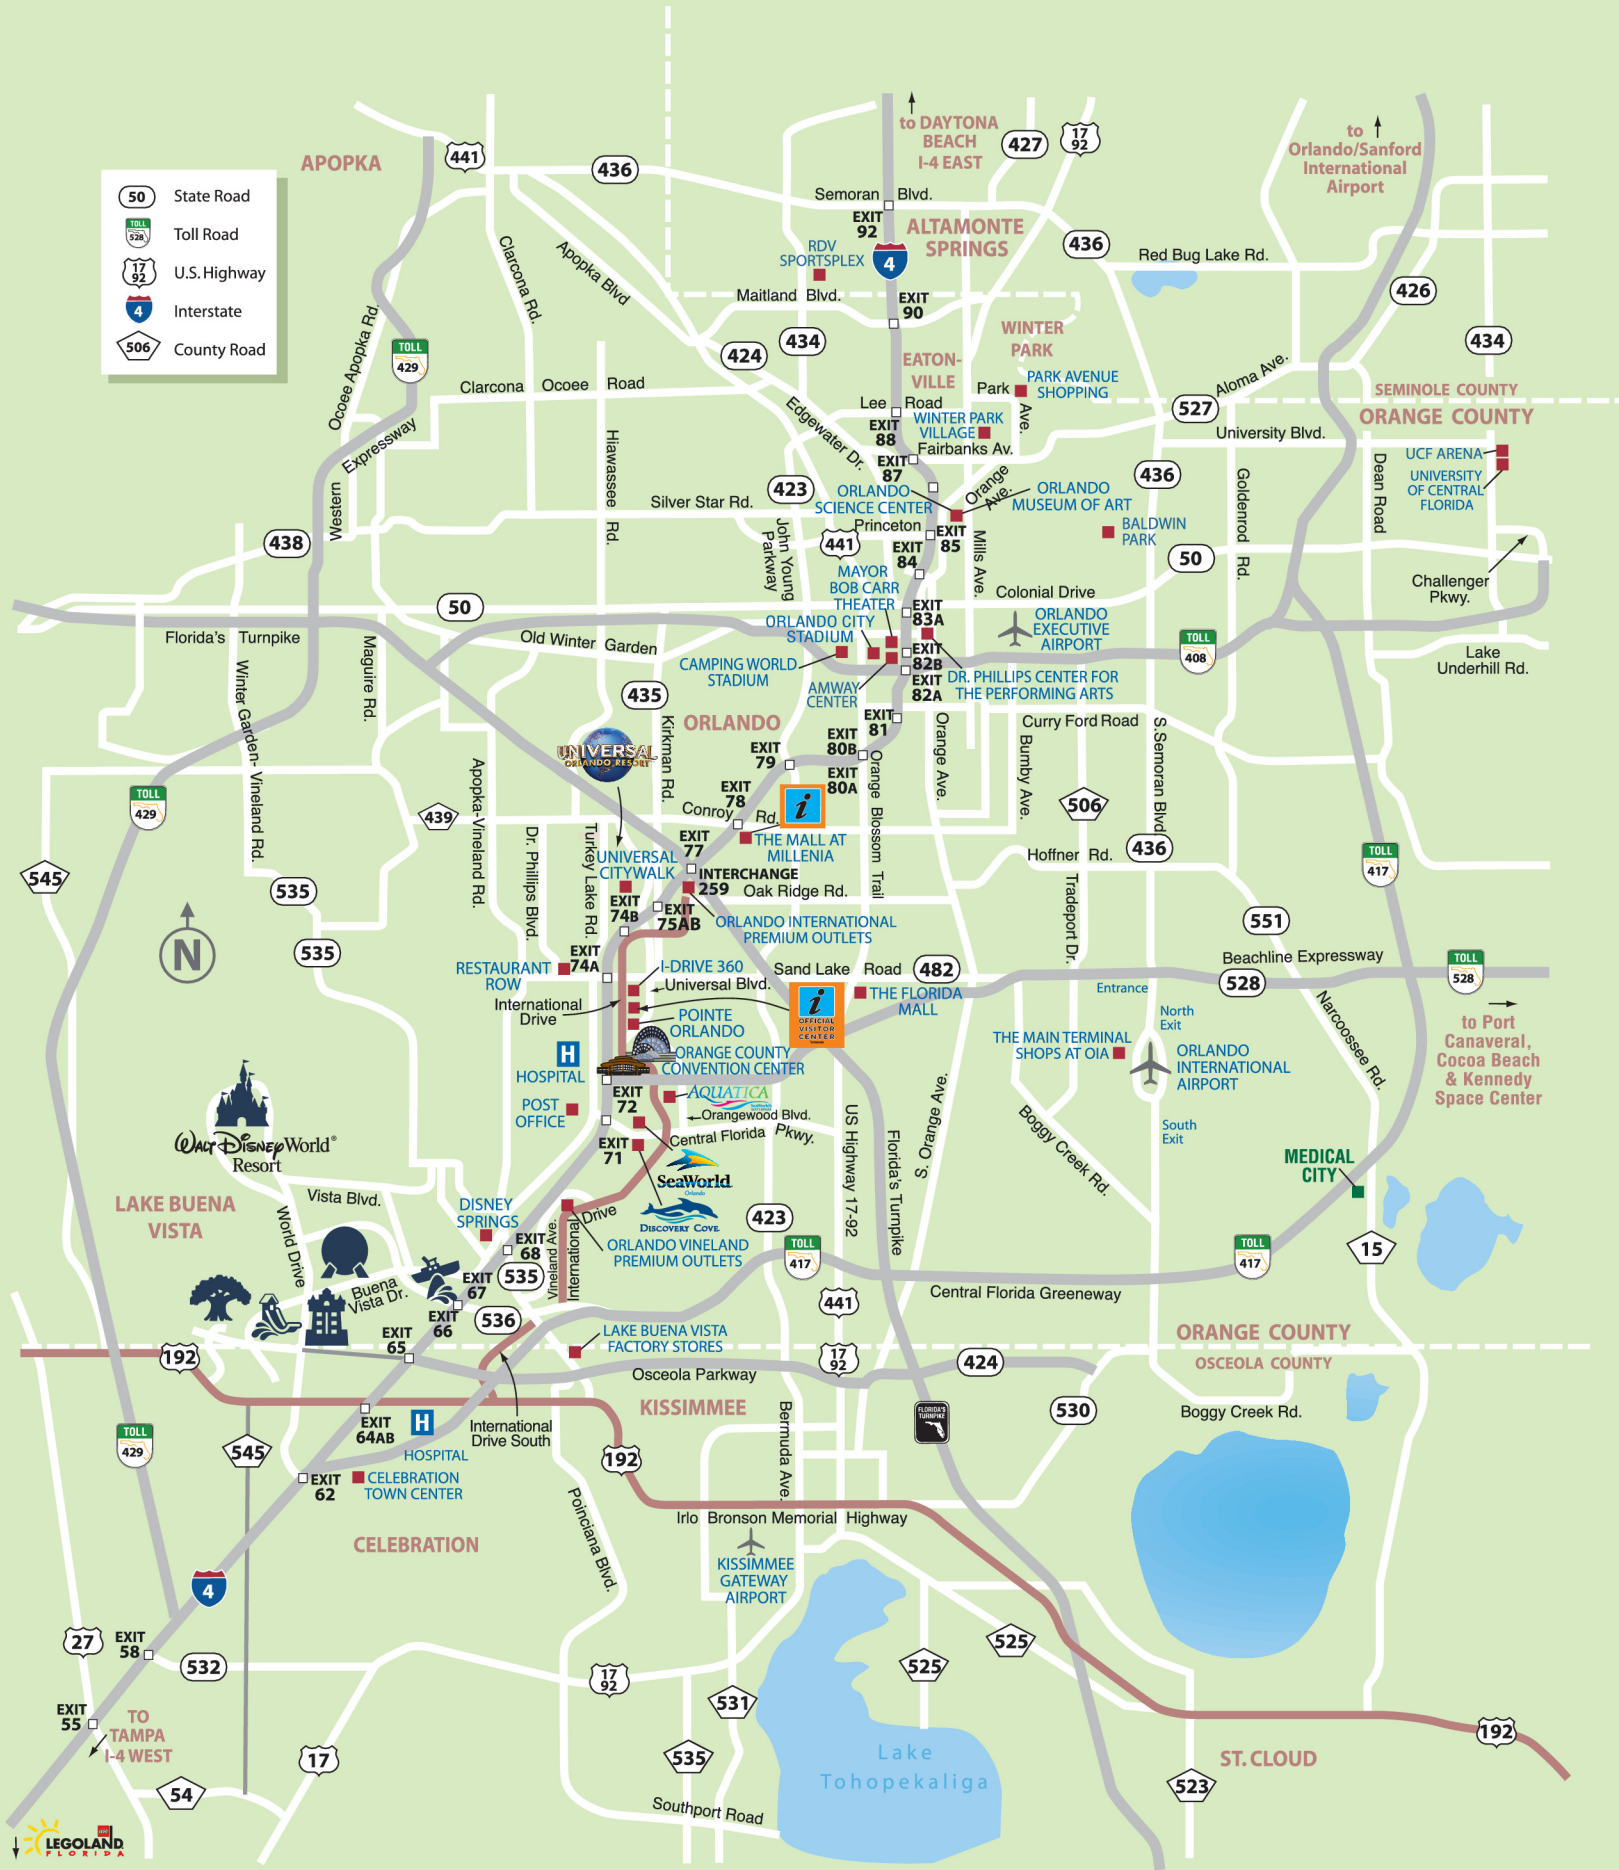 to DAYTONA
BEACH
I-4 EAST
427
17
92
to
Orlando/Sanford
International
Airport
APOPKA
441
436
50
State Road
TOLL
528
Toll Road
17
92
U.S. Highway
4
Interstate
506
County Road
Semoran Blvd.
EXIT
92
ALTAMONTE
SPRINGS
436
Red Bug Lake Rd.
RDV
SPORTSPLEX
4
Clarcona Rd.
Apopka Blvd
Maitland Blvd.
EXIT
90
426
Ocoee Apopka Rd.
TOLL
429
424
434
WINTER
PARK
434
EATON-
VILLE
Park
Ave.
PARK AVENUE
SHOPPING
Aloma Ave.
SEMINOLE COUNTY
ORANGE COUNTY
Clarcona Ocoee Road
527
Lee Road
Edgewater Dr.
EXIT
88
WINTER PARK
VILLAGE
Fairbanks Av.
University Blvd.
Western
Expressway
Hiawassee Rd.
EXIT
87
UCF ARENA
UNIVERSITY
OF CENTRAL
FLORIDA
436
Goldenrod Rd.
Dean Road
423
Silver Star Rd.
ORLANDO
SCIENCE CENTER
Orange
Ave.
ORLANDO
MUSEUM OF ART
BALDWIN
PARK
438
441
Princeton
EXIT
85
EXIT
84
Mills Ave.
50
Challenger
Pkwy.
John Young
Parkway
MAYOR
BOB CARR
THEATER
Colonial Drive
50
EXIT
83A
ORLANDO
EXECUTIVE
AIRPORT
Florida's Turnpike
Old Winter Garden
ORLANDO CITY
STADIUM
CAMPING WORLD
STADIUM
AMWAY
CENTER
EXIT
82B
EXIT
82A
DR. PHILLIPS CENTER FOR
THE PERFORMING ARTS
TOLL
408
Lake
Underhill Rd.
Winter Garden- Vineland Rd.
Maguire Rd.
435
ORLANDO
Kirkman Rd.
EXIT
81
EXIT
80B
EXIT
80A
EXIT
79
Orange Ave.
Curry Ford Road
Bumby Ave.
S.Semoran Blvd.
UNIVERSAL
ORLANDO RESORT
EXIT
78
Conroy Rd.
i
THE MALL AT
MILLENIA
Orange Blossom Trail
506
TOLL
429
439
Apopka-Vineland Rd.
Dr. Phillips Blvd.
Turkey Lake Rd.
EXIT
77
UNIVERSAL
CITYWALK
INTERCHANGE
259
Oak Ridge Rd.
Hoffner Rd.
436
TOLL
417
545
535
EXIT
74B
EXIT
75AB
ORLANDO INTERNATIONAL
PREMIUM OUTLETS
Tradeport Dr.
551
N
535
RESTAURANT
ROW
EXIT
74A
I-DRIVE 360
Universal Blvd.
International
Drive
Sand Lake Road
482
THE FLORIDA
MALL
i
OFFICIAL
VISITOR
CENTER
Beachline Expressway
528
TOLL
528
Entrance
North
Exit
Narcoossee Rd.
to Port
Canaveral,
Cocoa Beach
& Kennedy
Space Center
POINTE
ORLANDO
THE MAIN TERMINAL
SHOPS AT OIA
ORLANDO
INTERNATIONAL
AIRPORT
H
HOSPITAL
ORANGE COUNTY
CONVENTION CENTER
EXIT
72
AQUATICA
POST
OFFICE
Orangewood Blvd.
Central Florida Pkwy.
EXIT
71
South
Exit
US Highway 17-92
Florida's Turnpike
S. Orange Ave.
Boggy Creek Rd.
MEDICAL
CITY
WALT DISNEY World
Resort
SeaWorld
Orlando
DISCOVERY COVE
LAKE BUENA
VISTA
Vista Blvd.
World Drive
DISNEY
SPRINGS
EXIT
68
Vineland Ave.
International
Drive
423
ORLANDO VINELAND
PREMIUM OUTLETS
TOLL
417
TOLL
417
15
Buena
Vista Dr.
EXIT
67
535
EXIT
66
536
441
Central Florida Greeneway
EXIT
65
LAKE BUENA VISTA
FACTORY STORES
17
92
424
ORANGE COUNTY
OSCEOLA COUNTY
192
Osceola Parkway
KISSIMMEE
530
Boggy Creek Rd.
EXIT
64AB
H
HOSPITAL
International
Drive South
FLORIDA'S
TURNPIKE
TOLL
429
545
192
Bermuda Ave.
EXIT
62
CELEBRATION
TOWN CENTER
Poinciana Blvd.
Irlo Bronson Memorial Highway
CELEBRATION
KISSIMMEE
GATEWAY
AIRPORT
4
27
EXIT
58
532
17
92
525
525
531
EXIT
55
TO
TAMPA
I-4 WEST
17
54
535
Lake
Tohopekaliga
ST. CLOUD
192
523
Southport Road
LEGOLAND
FLORIDA